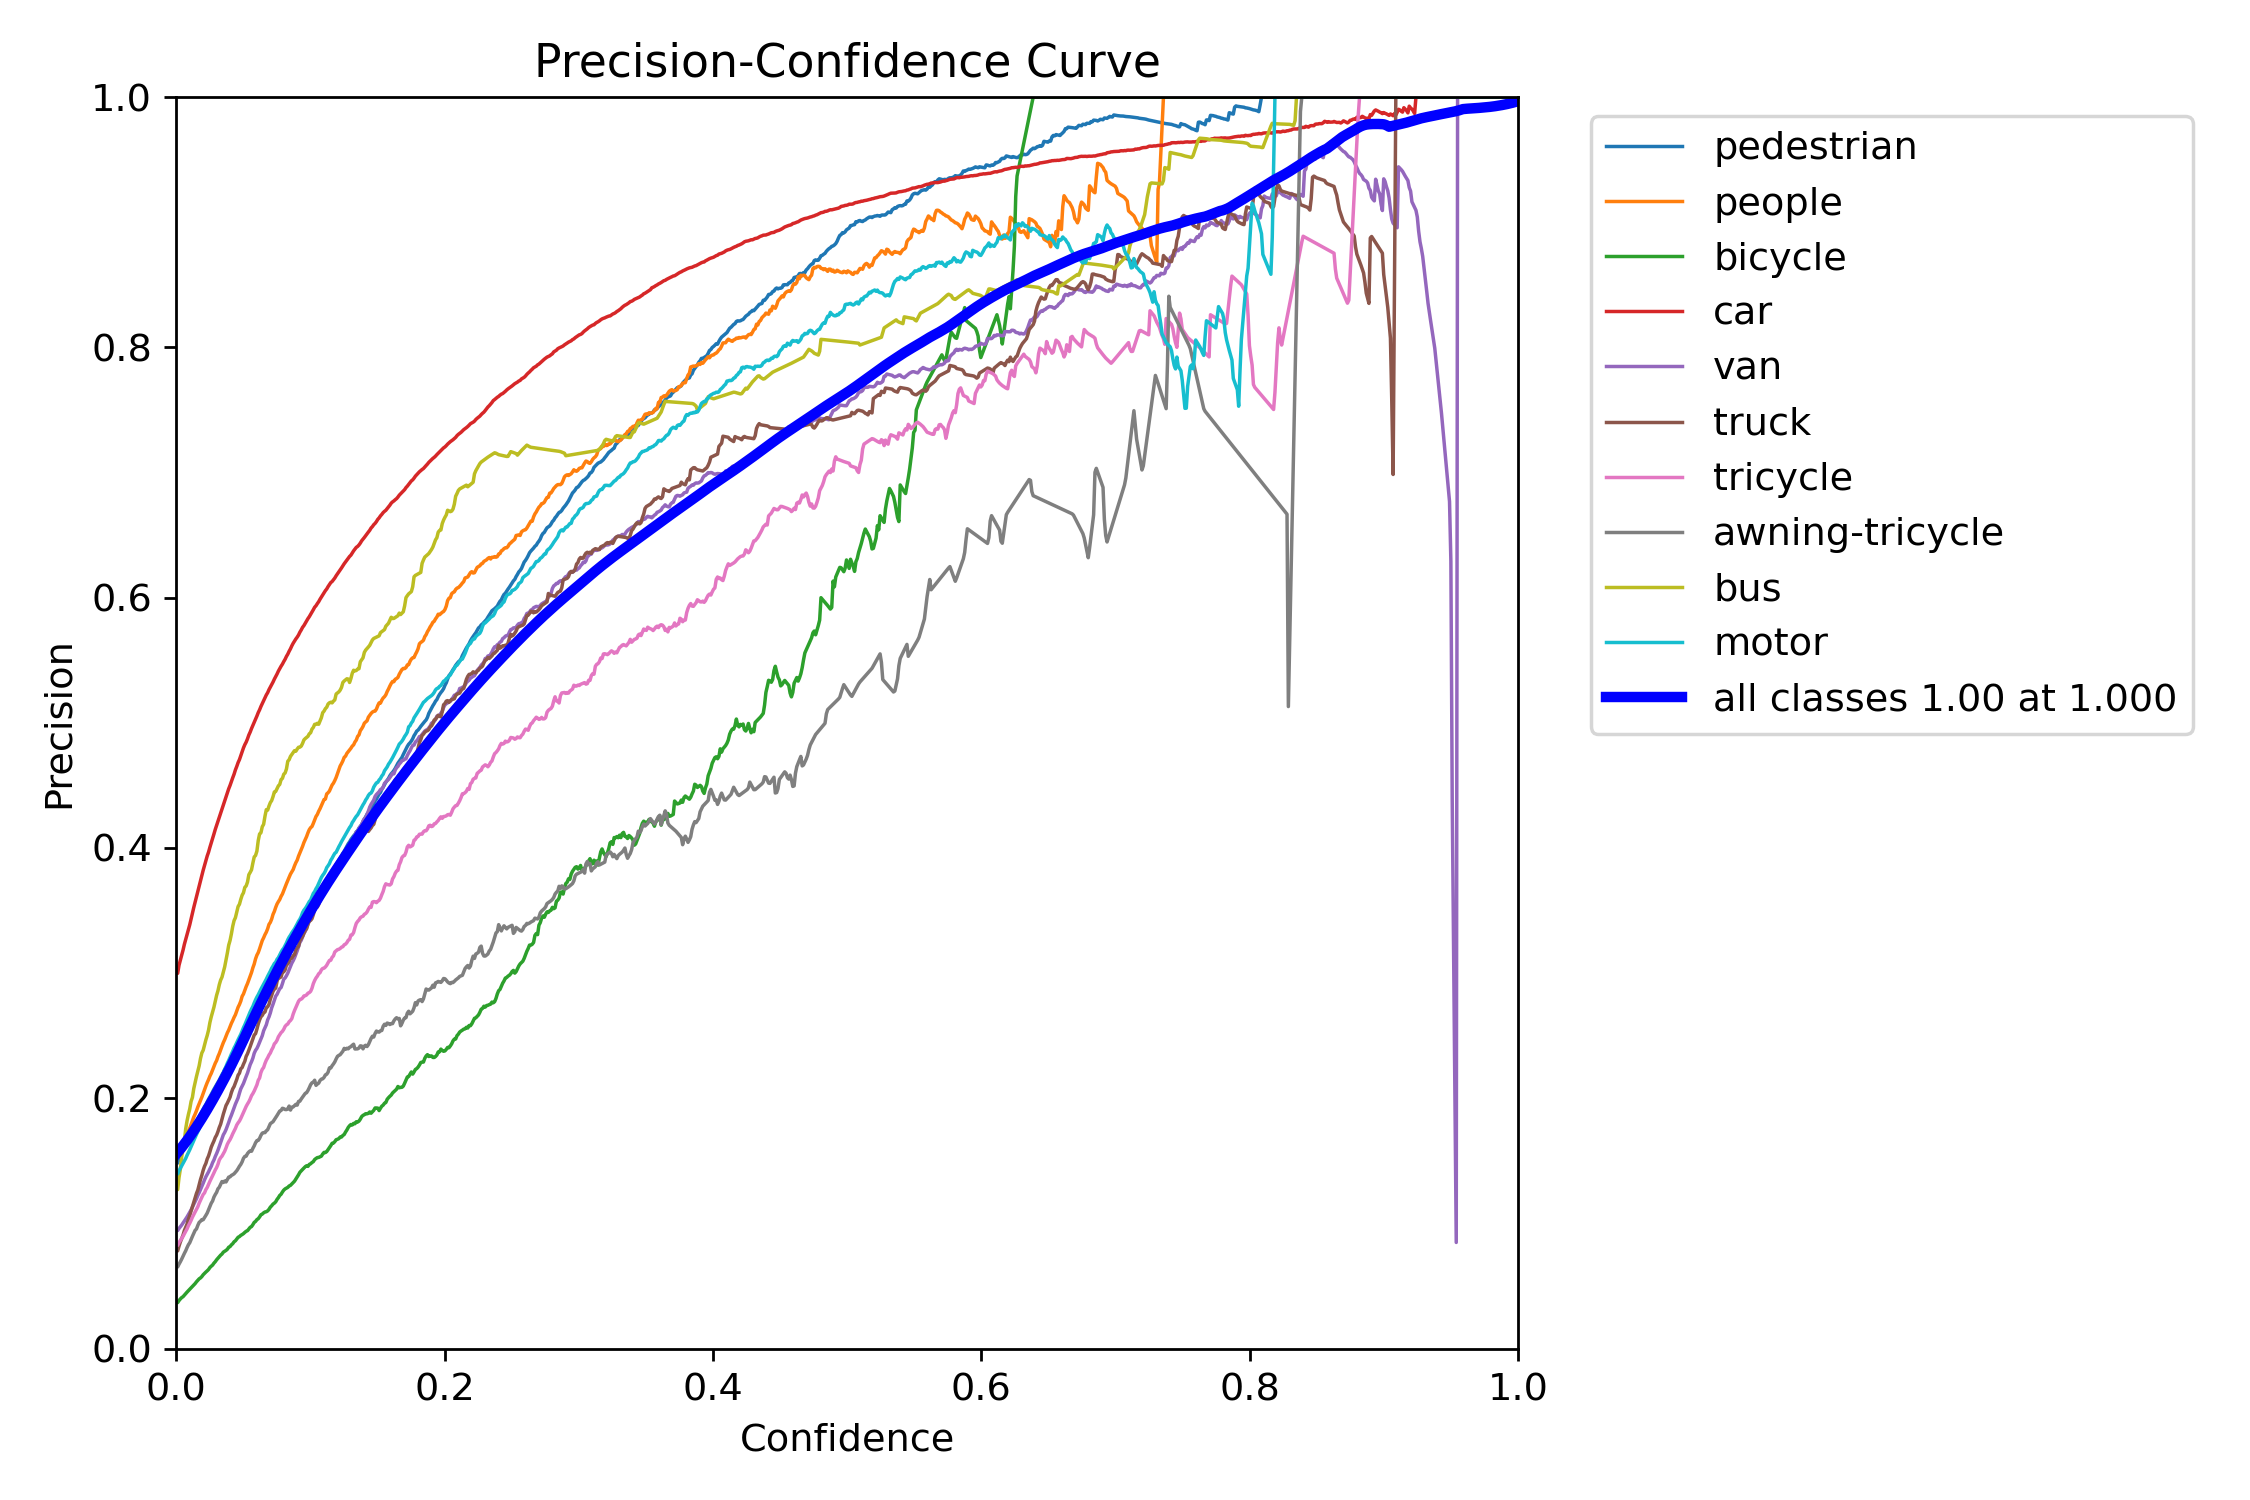 Precision-Confidence Curve
1.0
0.8
0.6
0.4
0.2
0.0
Precision
0.0 0.2 0.4 0.6 0.8 1.0
Confidence
pedestrian
people
bicycle
car
van
truck
tricycle
awning-tricycle
bus
motor
all classes 1.00 at 1.000